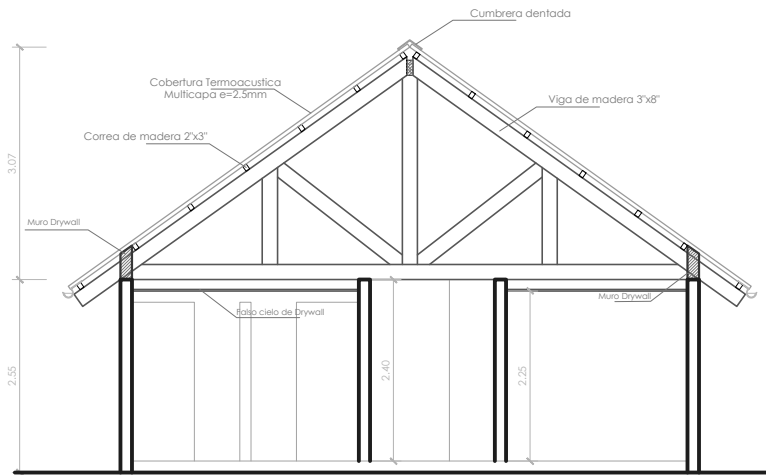 Cumbrera dentada
Cobertura Termoacustica
Multicapa e=2.5mm
Viga de madera 3"x8"
Correa de madera 2"x3"
3.07
Muro Drywall
Muro Drywall
Falso cielo de Drywall
2.55
2.40
2.25